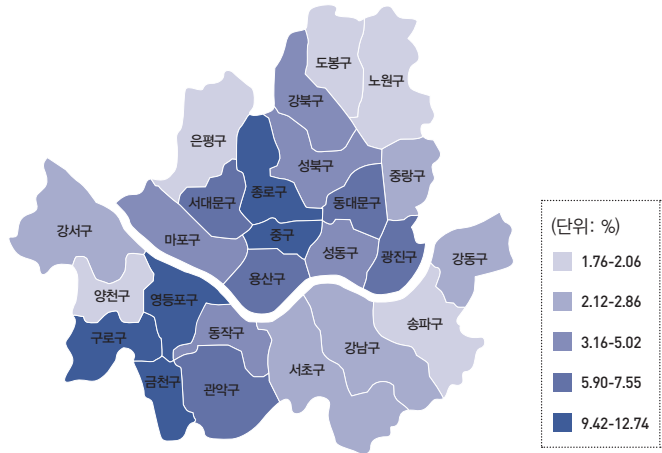 도봉구
노원구
강북구
은평구
성북구
중랑구
종로구
서대문구
동대문구
강서구
마포구
중구
성동구
광진구
강동구
용산구
양천구
영등포구
송파구
구로구
동작구
강남구
서초구
금천구
관악구
(단위: %)
1.76-2.06
2.12-2.86
3.16-5.02
5.90-7.55
9.42-12.74